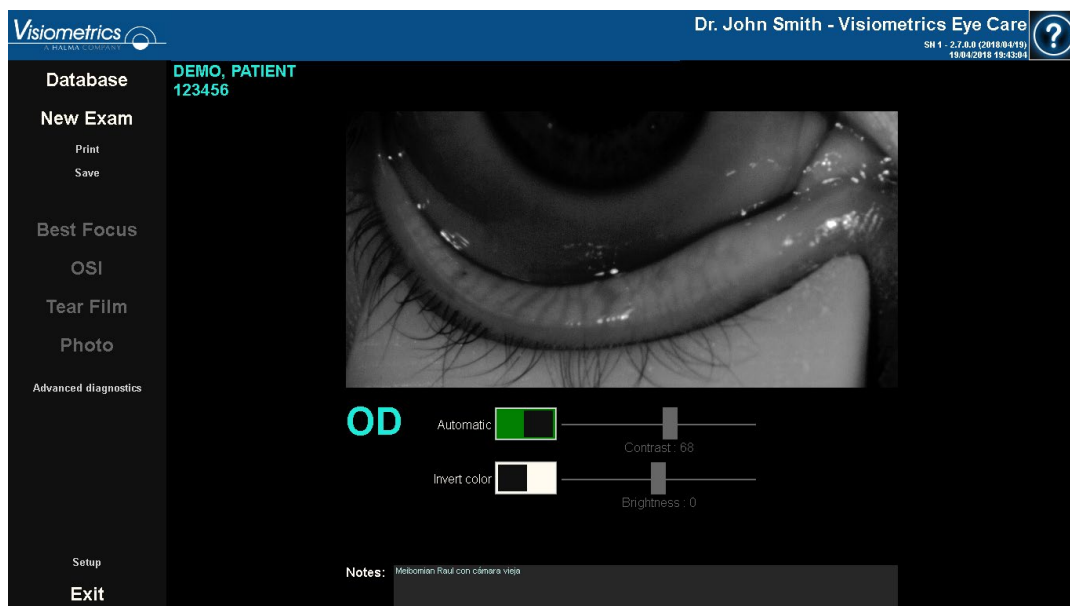 Visiometrics
A HALMA COMPANY
Dr. John Smith - Visiometrics Eye Care
SN 1 - 2.7.0.0 (2018/04/19)
19/04/2018 19:43:04
?
Database
New Exam
Print
Save
Best Focus
OSI
Tear Film
Photo
Advanced diagnostics
Setup
Exit
DEMO, PATIENT
123456
OD
Automatic
Contrast : 68
Invert color
Brightness : 0
Notes:
Meibomian Raul con cámara vieja